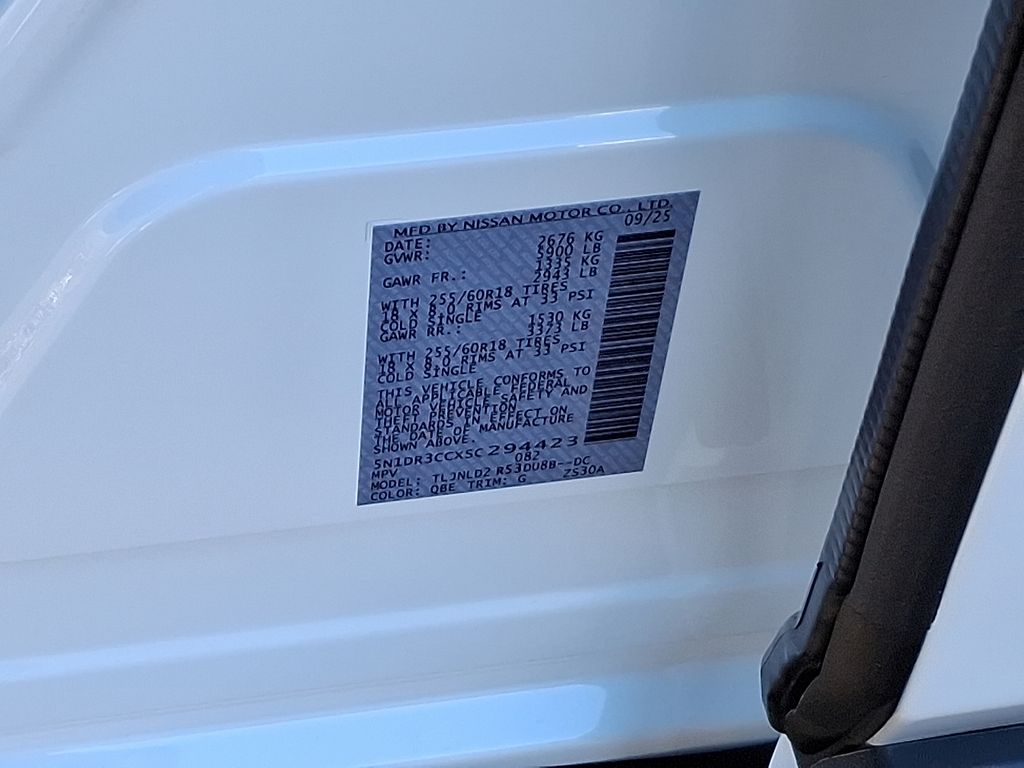 MFD BY NISSAN MOTOR CO., LTD.
DATE: 09/25
GVWR: 2676 KG
5900 LB
GAWR FR.: 1335 KG
2943 LB
WITH 255/60R18 TIRES
18 X 8.0 RIMS AT 33 PSI
COLD SINGLE
GAWR RR.: 1530 KG
3373 LB
WITH 255/60R18 TIRES
18 X 8.0 RIMS AT 33 PSI
COLD SINGLE
THIS VEHICLE CONFORMS TO
ALL APPLICABLE FEDERAL
MOTOR VEHICLE SAFETY AND
THEFT PREVENTION
STANDARDS IN EFFECT ON
THE DATE OF MANUFACTURE
SHOWN ABOVE.
5N1DR3CCXSC294423
MPV 082
MODEL: TLJNLD2 R53DU8B--DC
COLOR: QBE TRIM: G ZS30A